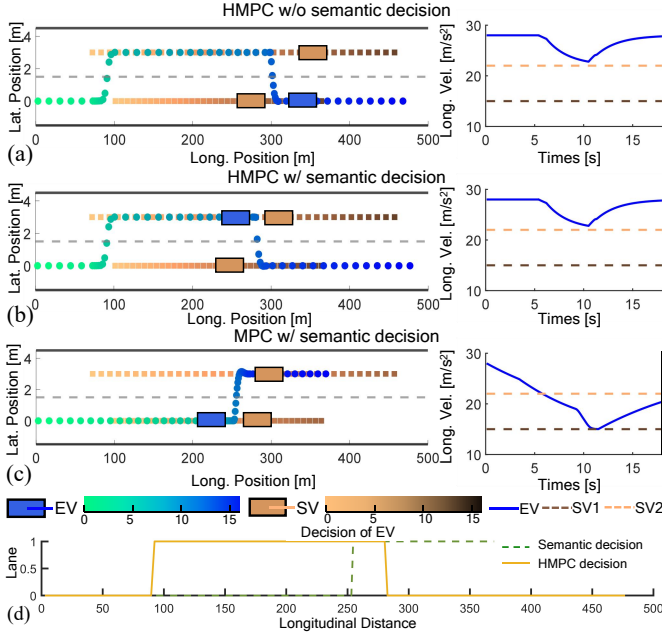 HMPC w/o semantic decision
Lat. Position [m]
4
2
0
0 100 200 300 400 500
Long. Position [m]
(a)
Long. Vel. [m/s²]
30
20
10
0 5 10 15
Times [s]
HMPC w/ semantic decision
Lat. Position [m]
4
2
0
0 100 200 300 400 500
Long. Position [m]
(b)
Long. Vel. [m/s²]
30
20
10
0 5 10 15
Times [s]
MPC w/ semantic decision
Lat. Position [m]
4
2
0
0 100 200 300 400 500
Long. Position [m]
(c)
Long. Vel. [m/s²]
30
20
10
0 5 10 15
Times [s]
EV 0 5 10 15 SV 0 5 10 15 EV SV1 SV2
Decision of EV
Lane
1
0.5
0
0 50 100 150 200 250 300 350 400 450 500
Semantic decision
HMPC decision
(d)
Longitudinal Distance